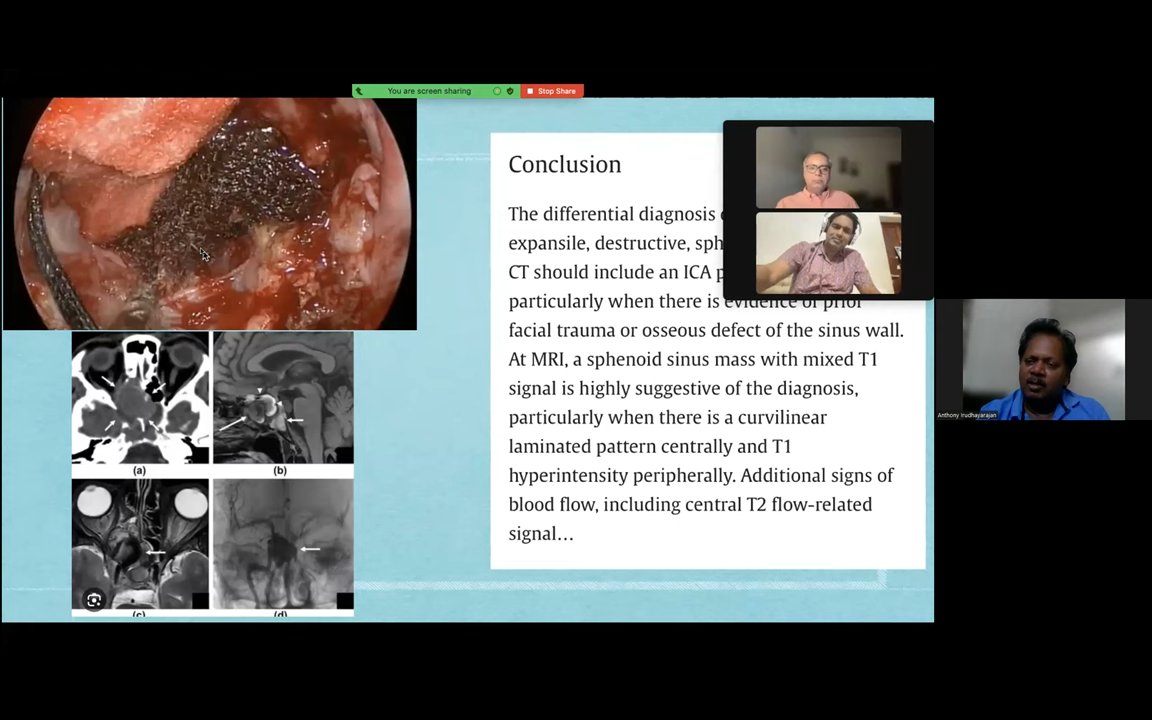 You are screen sharing
Stop Share
Conclusion
The differential diagnosis
expansile, destructive, sph
CT should include an ICA p
particularly when there is evidence of prior
facial trauma or osseous defect of the sinus wall.
At MRI, a sphenoid sinus mass with mixed T1
signal is highly suggestive of the diagnosis,
particularly when there is a curvilinear
laminated pattern centrally and T1
hyperintensity peripherally. Additional signs of
blood flow, including central T2 flow-related
signal...
(a)
(b)
(c)
(d)
Anthony Irudhayarajan